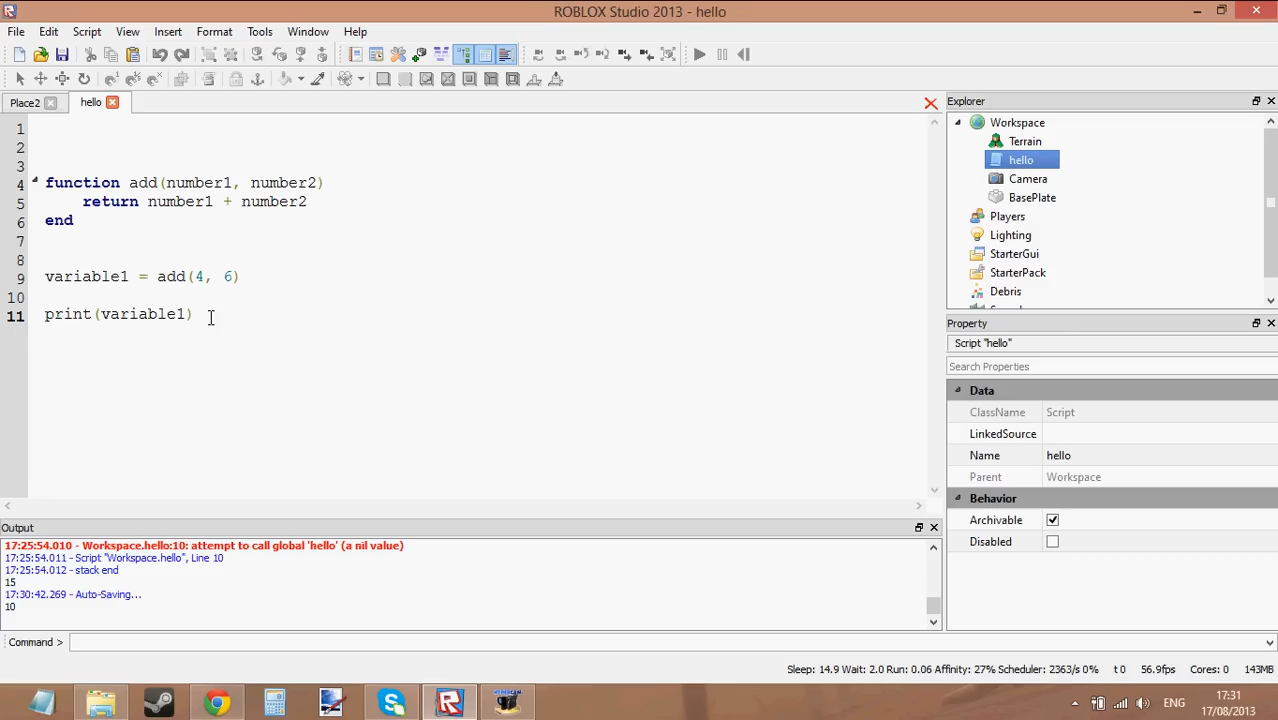 ROBLOX Studio 2013 - hello
File Edit Script View Insert Format Tools Window Help
Place2 hello
Explorer
Workspace
Terrain
hello
Camera
BasePlate
Players
Lighting
StarterGui
StarterPack
Debris
1
2
3
4 function add(number1, number2)
5 return number1 + number2
6 end
7
8
9 variable1 = add(4, 6)
10
11 print(variable1)
Property
Script "hello"
Search Properties
Data
ClassName Script
LinkedSource
Name hello
Parent Workspace
Behavior
Archivable
Disabled
Output
17:25:54.010 - Workspace.hello:10: attempt to call global 'hello' (a nil value)
17:25:54.011 - Script "Workspace.hello", Line 10
17:25:54.012 - stack end
15
17:30:42.269 - Auto-Saving...
10
Command >
Sleep: 14.9 Wait: 2.0 Run: 0.06 Affinity: 27% Scheduler: 2363/s 0% t 0 56.9fps Cores: 0 143MB
ENG
17:31
17/08/2013